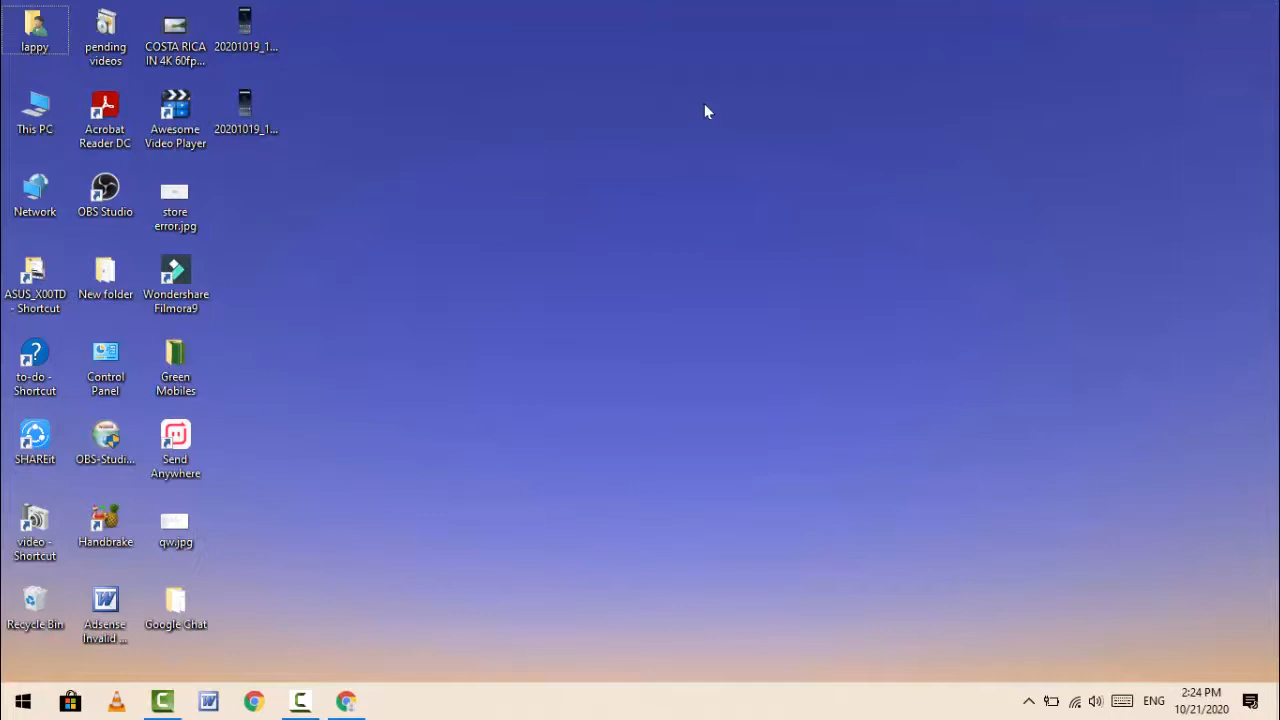 lappy
pending
videos
COSTA RICA
IN 4K 60fp...
20201019_1...
This PC
Acrobat
Reader DC
Awesome
Video Player
20201019_1...
Network
OBS Studio
store
error.jpg
ASUS_X00TD
- Shortcut
New folder
Wondershare
Filmora9
to-do -
Shortcut
Control
Panel
Green
Mobiles
SHAREit
OBS-Studi...
Send
Anywhere
video -
Shortcut
Handbrake
qw.jpg
Recycle Bin
Adsense
Invalid ...
Google Chat
ENG
2:24 PM
10/21/2020